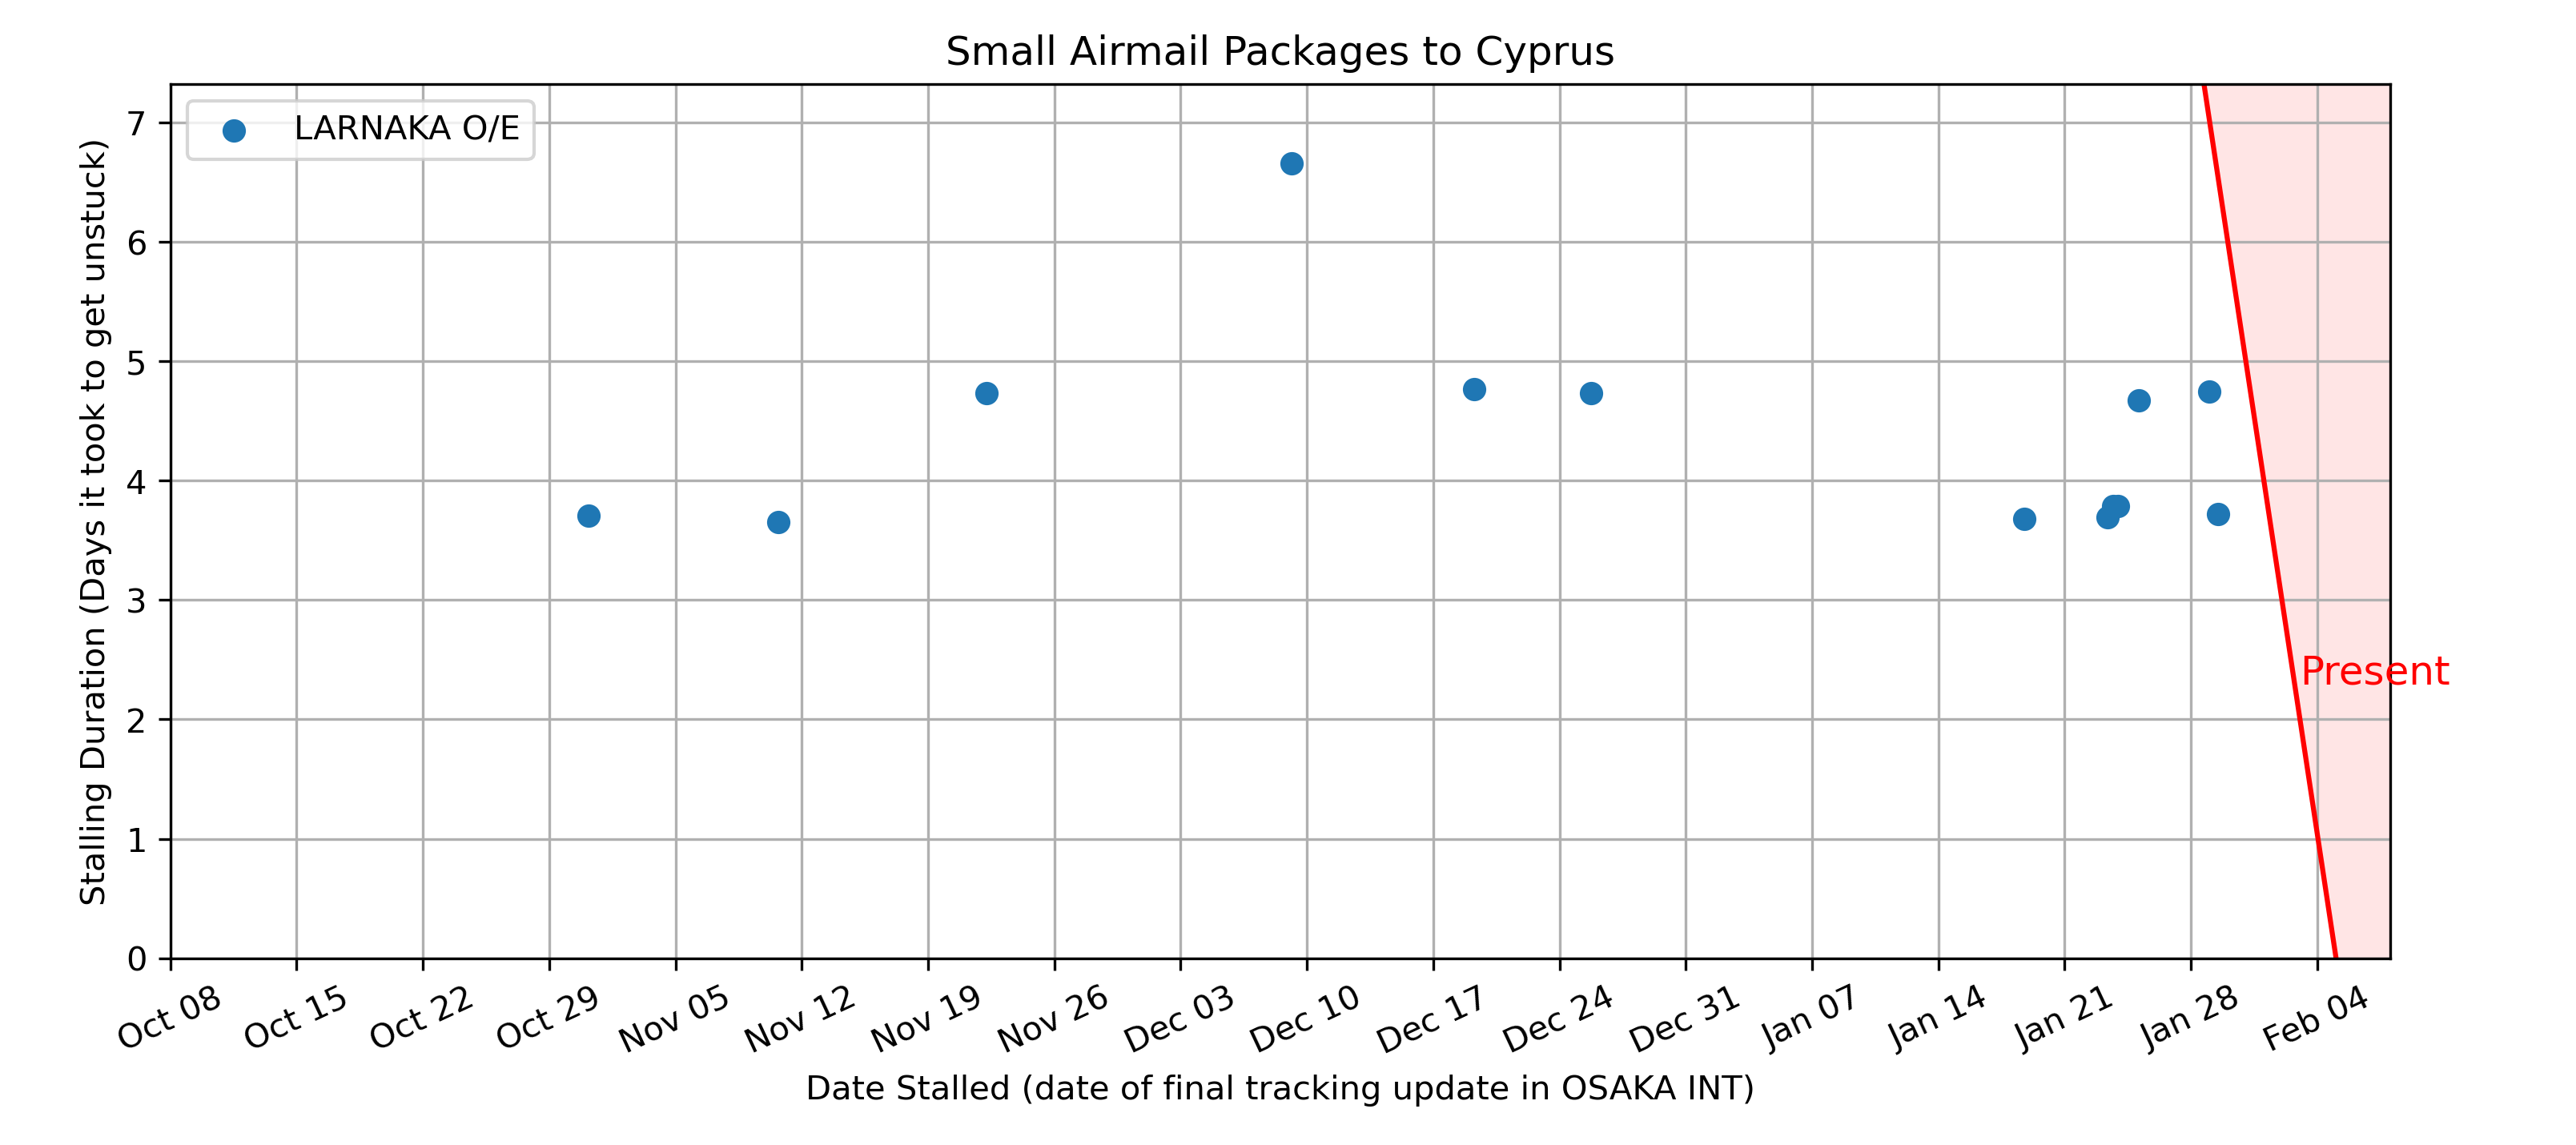 Small Airmail Packages to Cyprus
LARNAKA O/E
Stalling Duration (Days it took to get unstuck)
7
6
5
4
3
2
1
0
Present
Oct 08 Oct 15 Oct 22 Oct 29 Nov 05 Nov 12 Nov 19 Nov 26 Dec 03 Dec 10 Dec 17 Dec 24 Dec 31 Jan 07 Jan 14 Jan 21 Jan 28 Feb 04
Date Stalled (date of final tracking update in OSAKA INT)